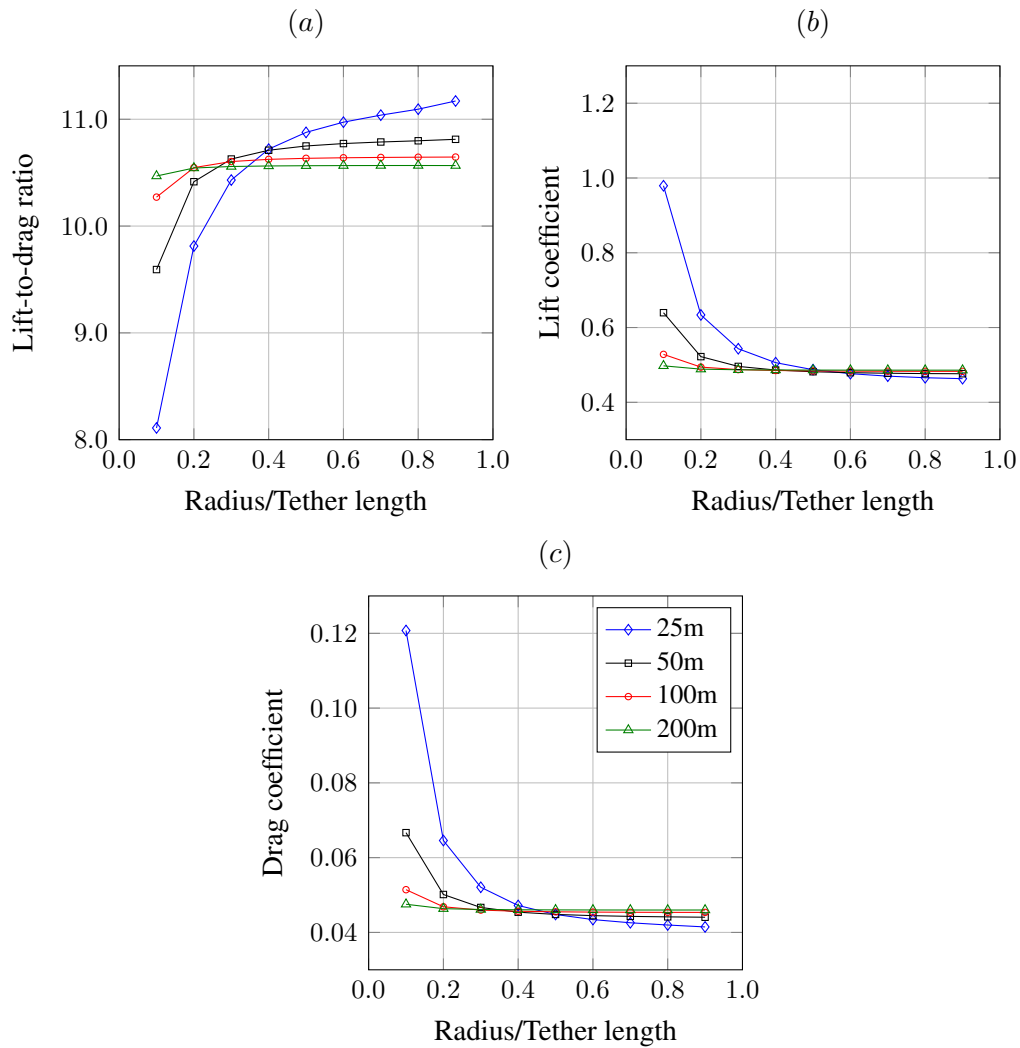 (a)
11.0
10.0
9.0
8.0
0.0 0.2 0.4 0.6 0.8 1.0
Lift-to-drag ratio
Radius/Tether length
(b)
1.2
1.0
0.8
0.6
0.4
0.0 0.2 0.4 0.6 0.8 1.0
Lift coefficient
Radius/Tether length
(c)
0.12
0.10
0.08
0.06
0.04
0.0 0.2 0.4 0.6 0.8 1.0
Drag coefficient
Radius/Tether length
25m
50m
100m
200m